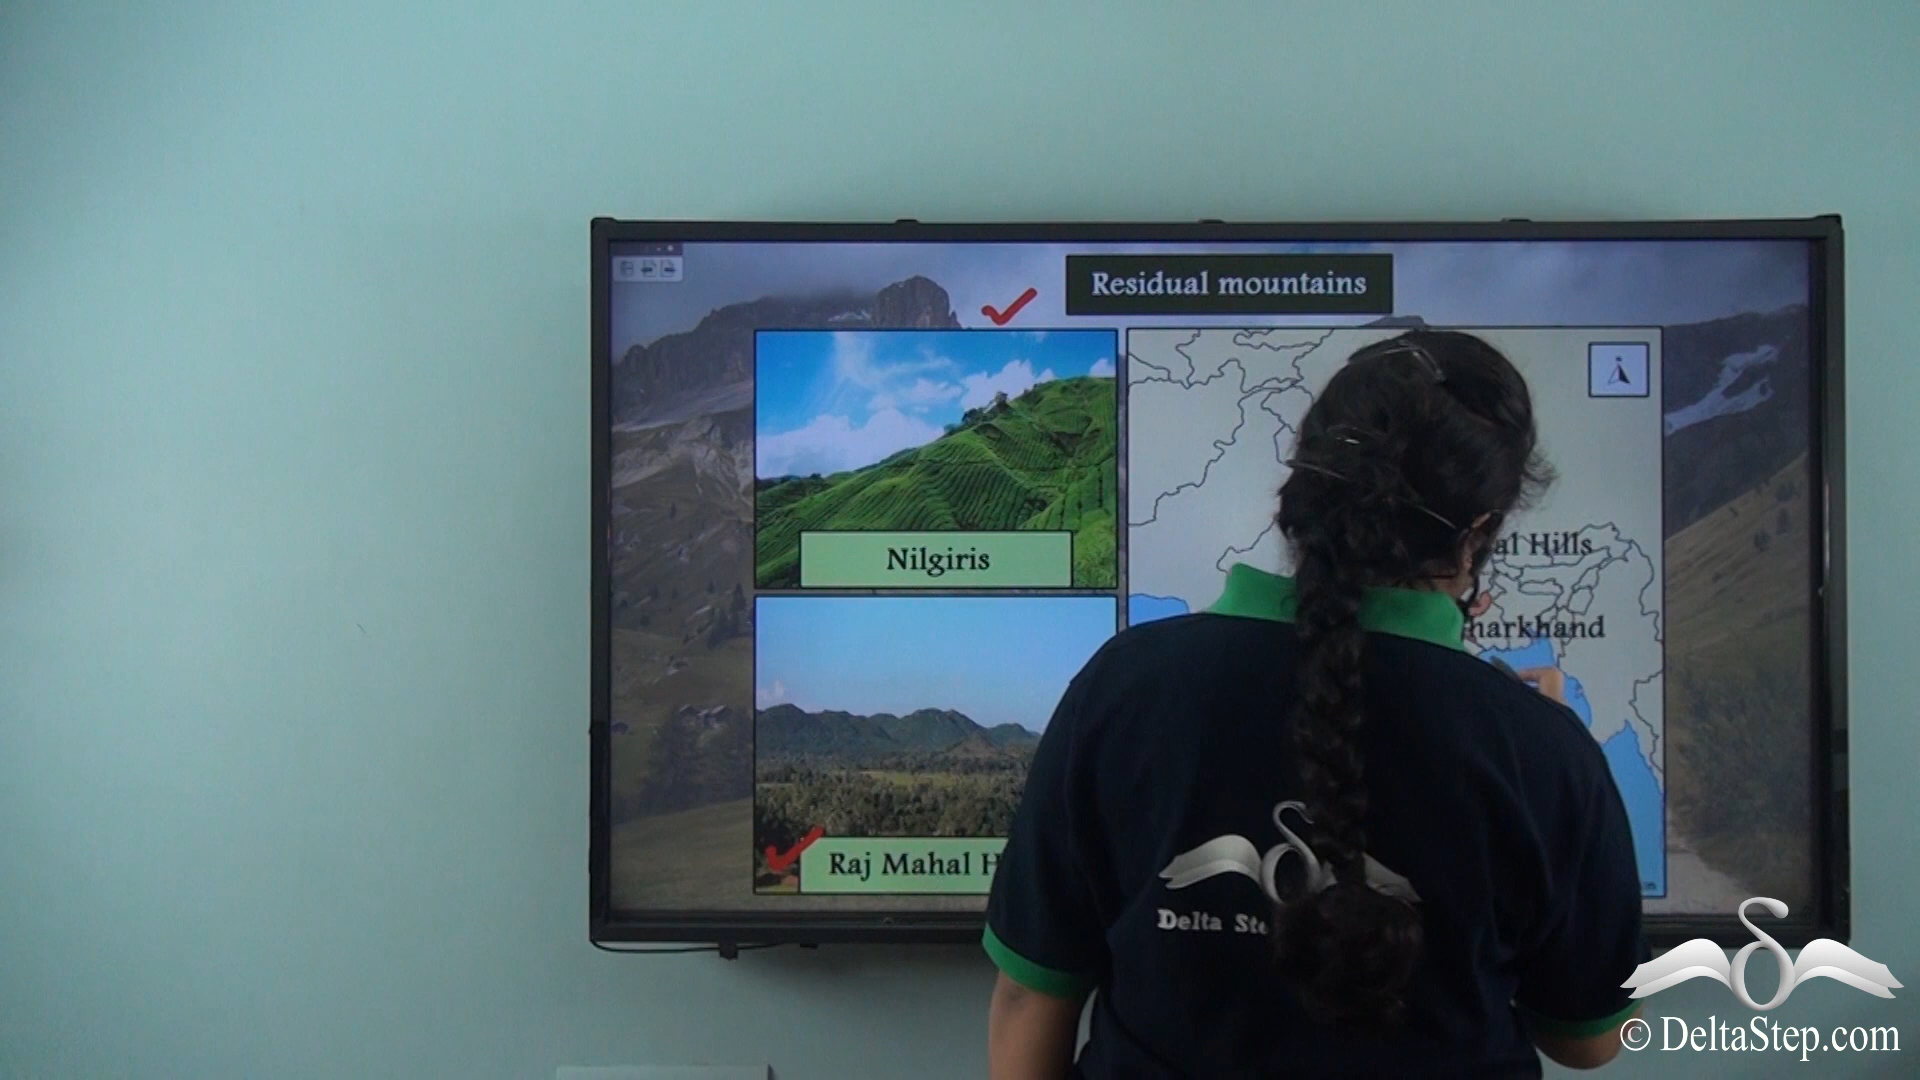 Residual mountains
Nilgiris
al Hills
harkhand
Raj Mahal H
Delta Ste
© DeltaStep.com